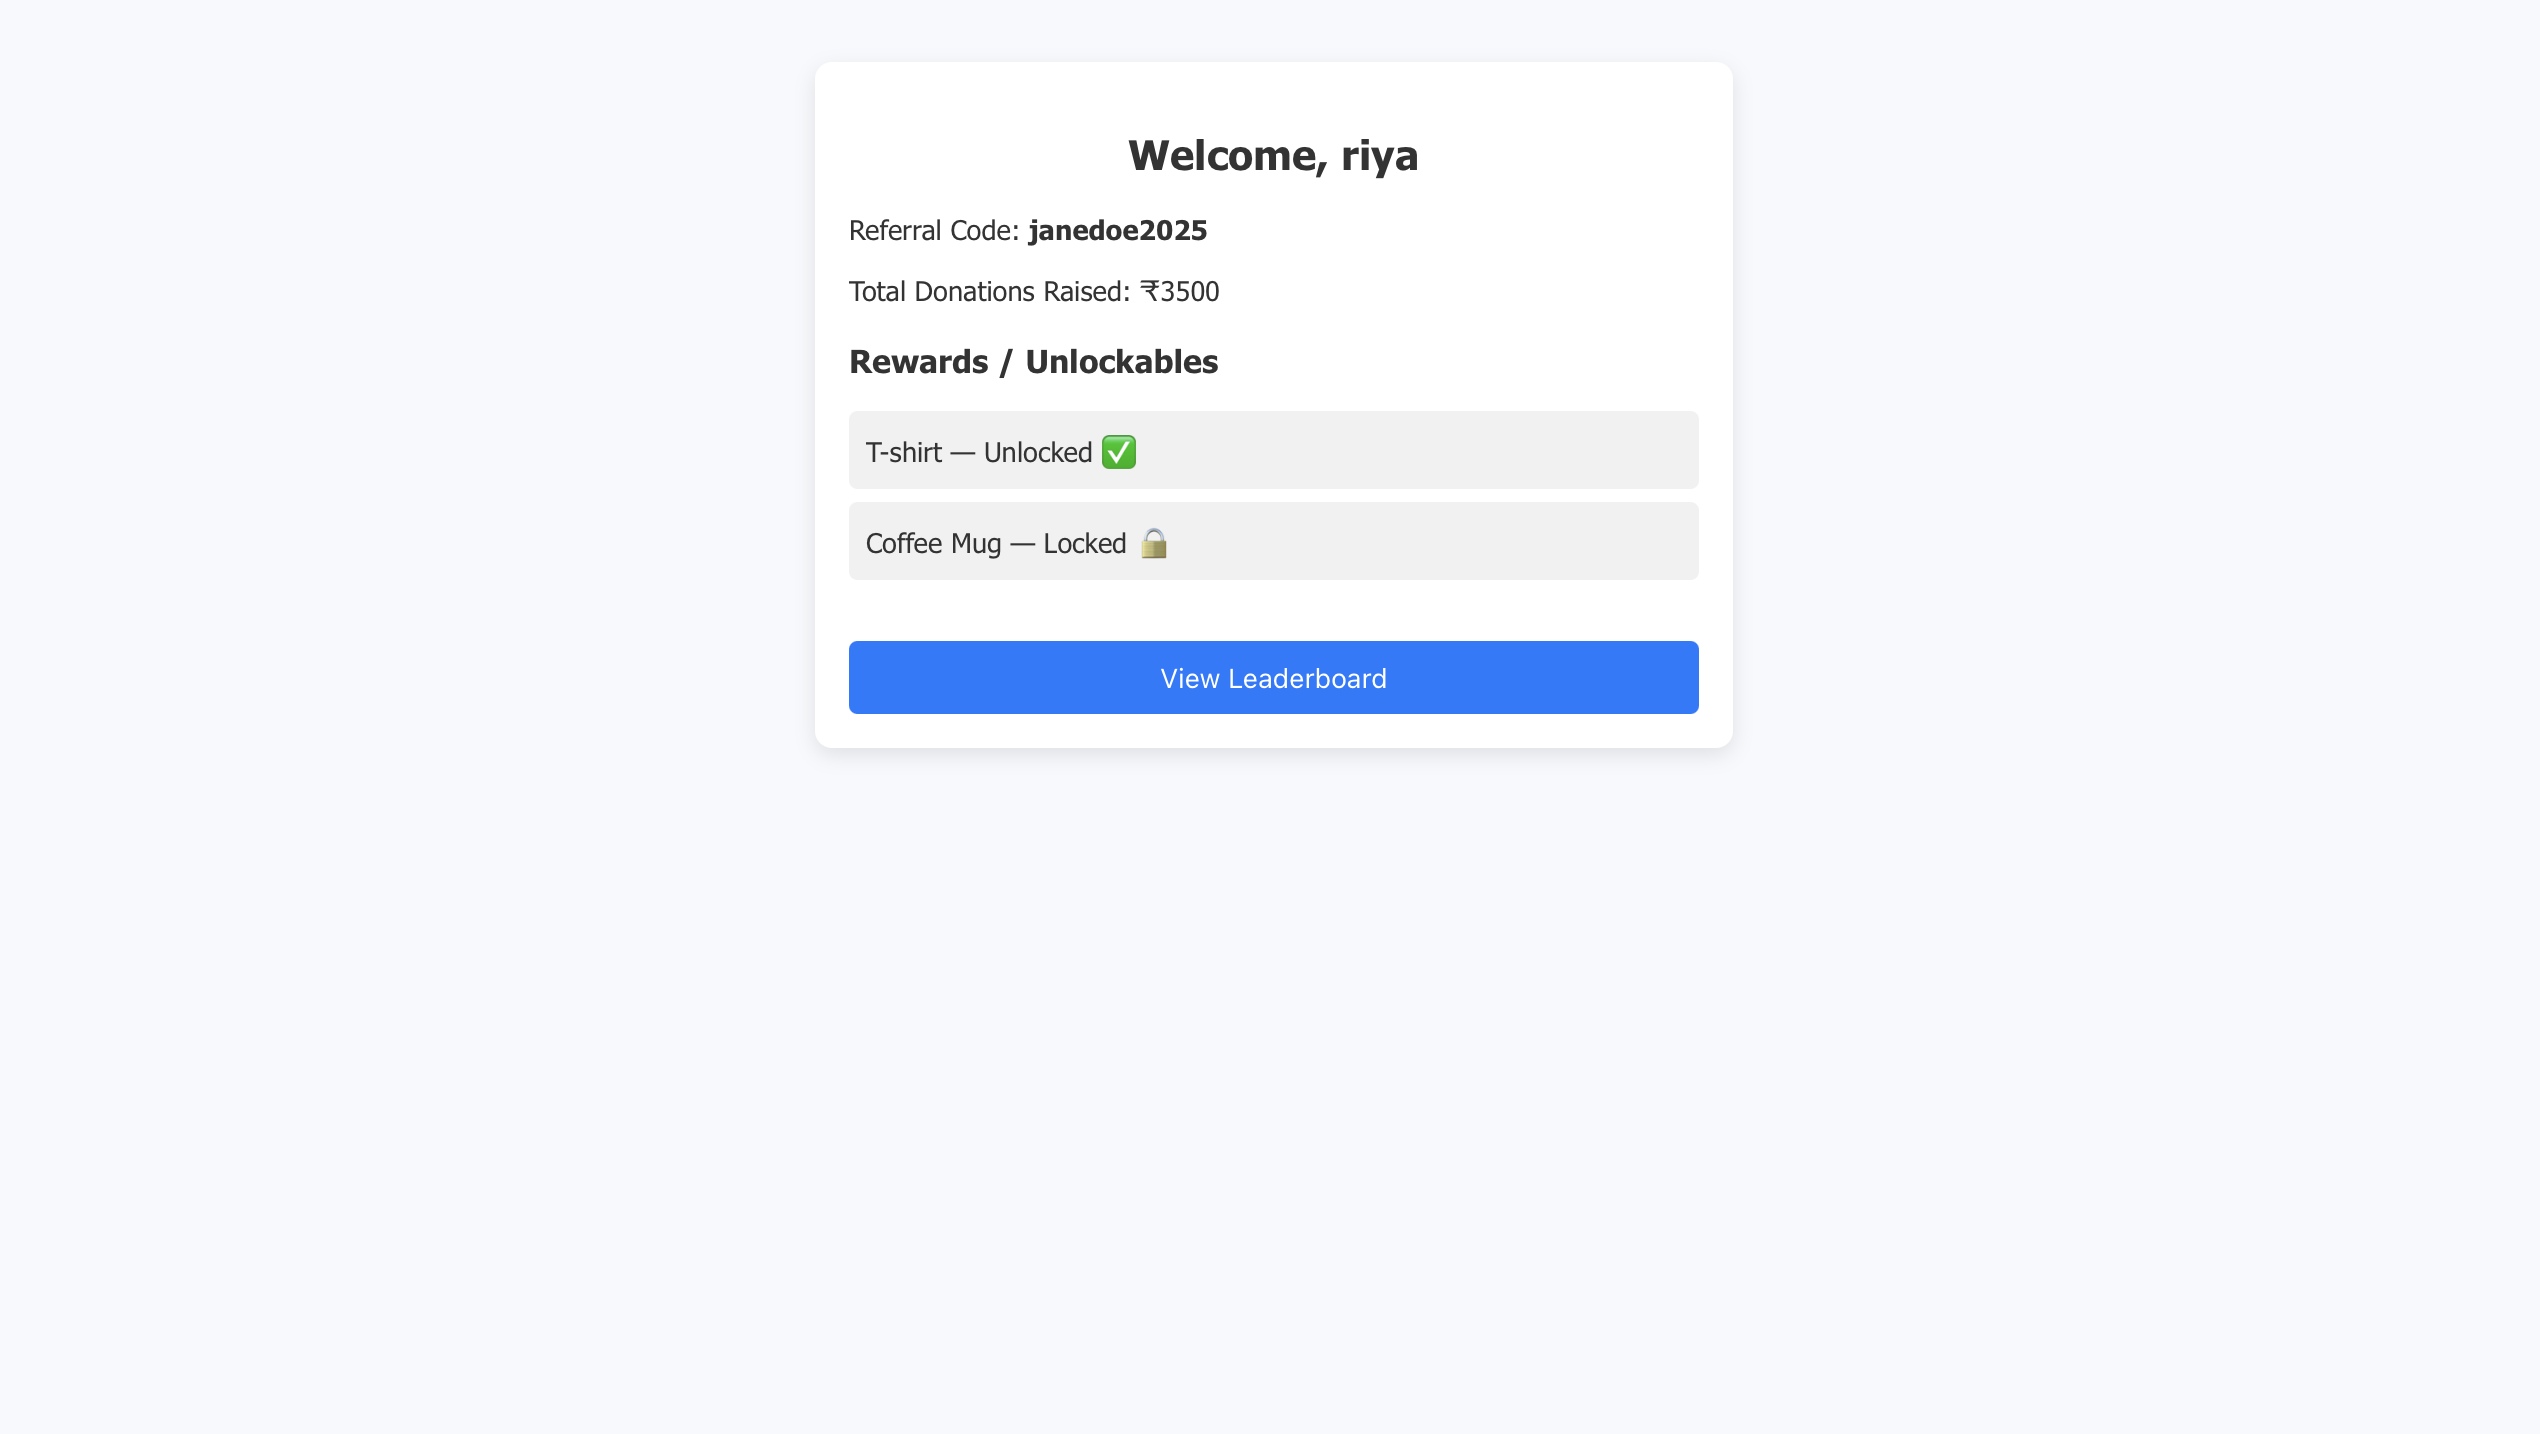 Welcome, riya
Referral Code: janedoe2025
Total Donations Raised: ₹3500
Rewards / Unlockables
T-shirt — Unlocked ✅
Coffee Mug — Locked 🔒
View Leaderboard